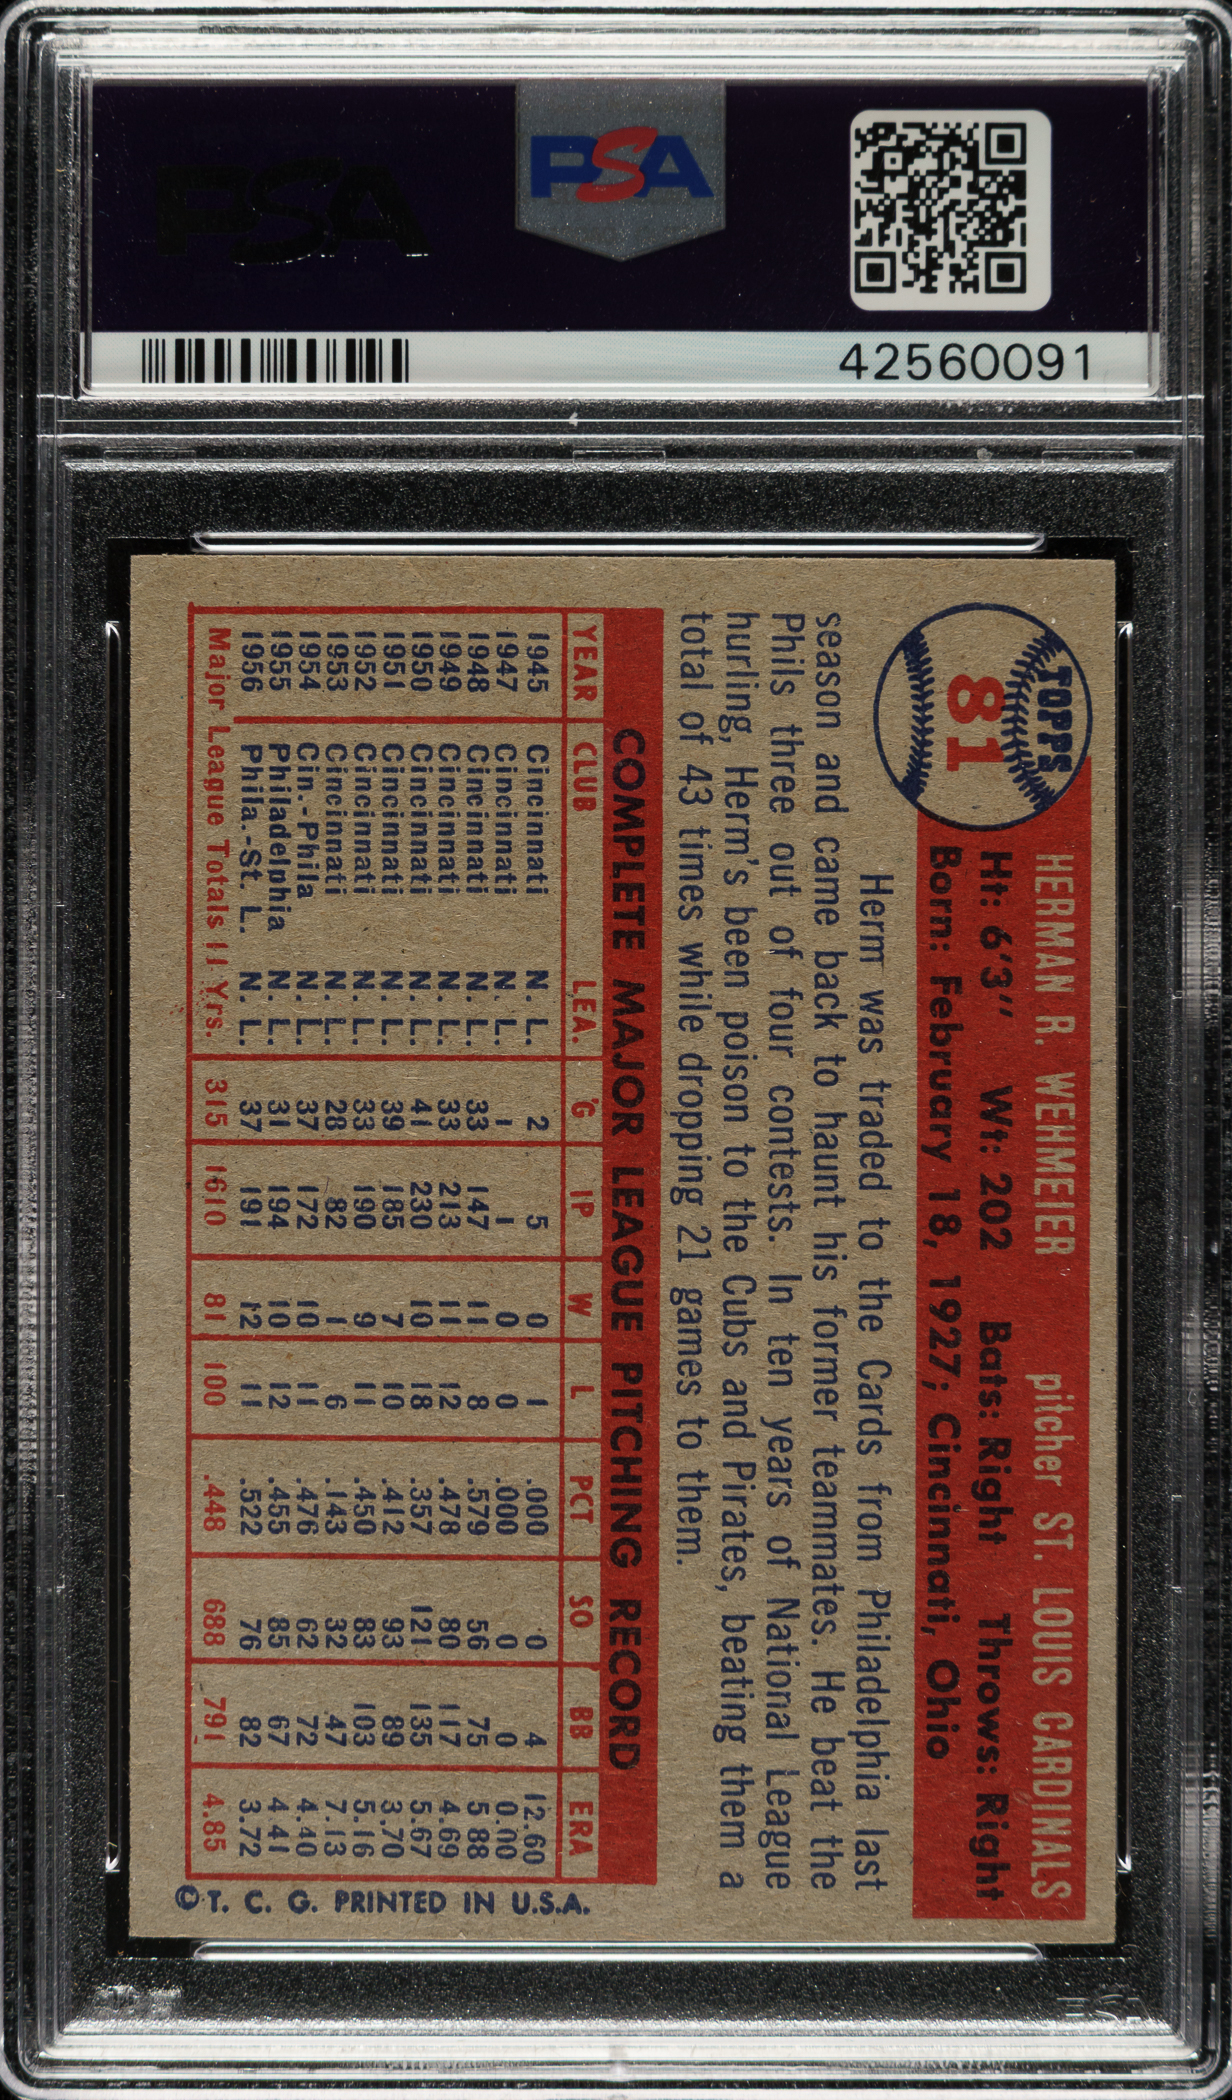 PSA
PSA
42560091
TOPPS
81
HERMAN R. WEHMEIER pitcher ST. LOUIS CARDINALS
Ht: 6'3" Wt: 202 Bats: Right Throws: Right
Born: February 18, 1927; Cincinnati, Ohio
Herm was traded to the Cards from Philadelphia last
season and came back to haunt his former teammates. He beat the
Phils three out of four contests. In ten years of National League
hurling, Herm's been poison to the Cubs and Pirates, beating them a
total of 43 times while dropping 21 games to them.
COMPLETE MAJOR LEAGUE PITCHING RECORD
YEAR CLUB LEA. G IP W L PCT SO BB ERA
1945 Cincinnati N. L. 2 5 0 1 .000 0 4 12.60
1947 Cincinnati N. L. 1 1 0 0 .000 0 0 0.00
1948 Cincinnati N. L. 33 147 11 8 .579 56 75 5.88
1949 Cincinnati N. L. 33 213 11 12 .478 80 117 4.69
1950 Cincinnati N. L. 41 230 10 18 .357 121 135 5.67
1951 Cincinnati N. L. 39 185 7 10 .412 93 89 3.70
1952 Cincinnati N. L. 33 190 9 11 .450 83 103 5.16
1953 Cincinnati N. L. 28 82 1 6 .143 32 47 7.13
1954 Cin.-Phila N. L. 37 172 10 11 .476 62 72 4.40
1955 Philadelphia N. L. 31 194 10 12 .455 85 67 4.41
1956 Phila.-St. L. N. L. 37 191 12 11 .522 76 82 3.72
Major League Totals 11 Yrs. 315 1610 81 100 .448 688 791 4.85
© T. C. G. PRINTED IN U.S.A.